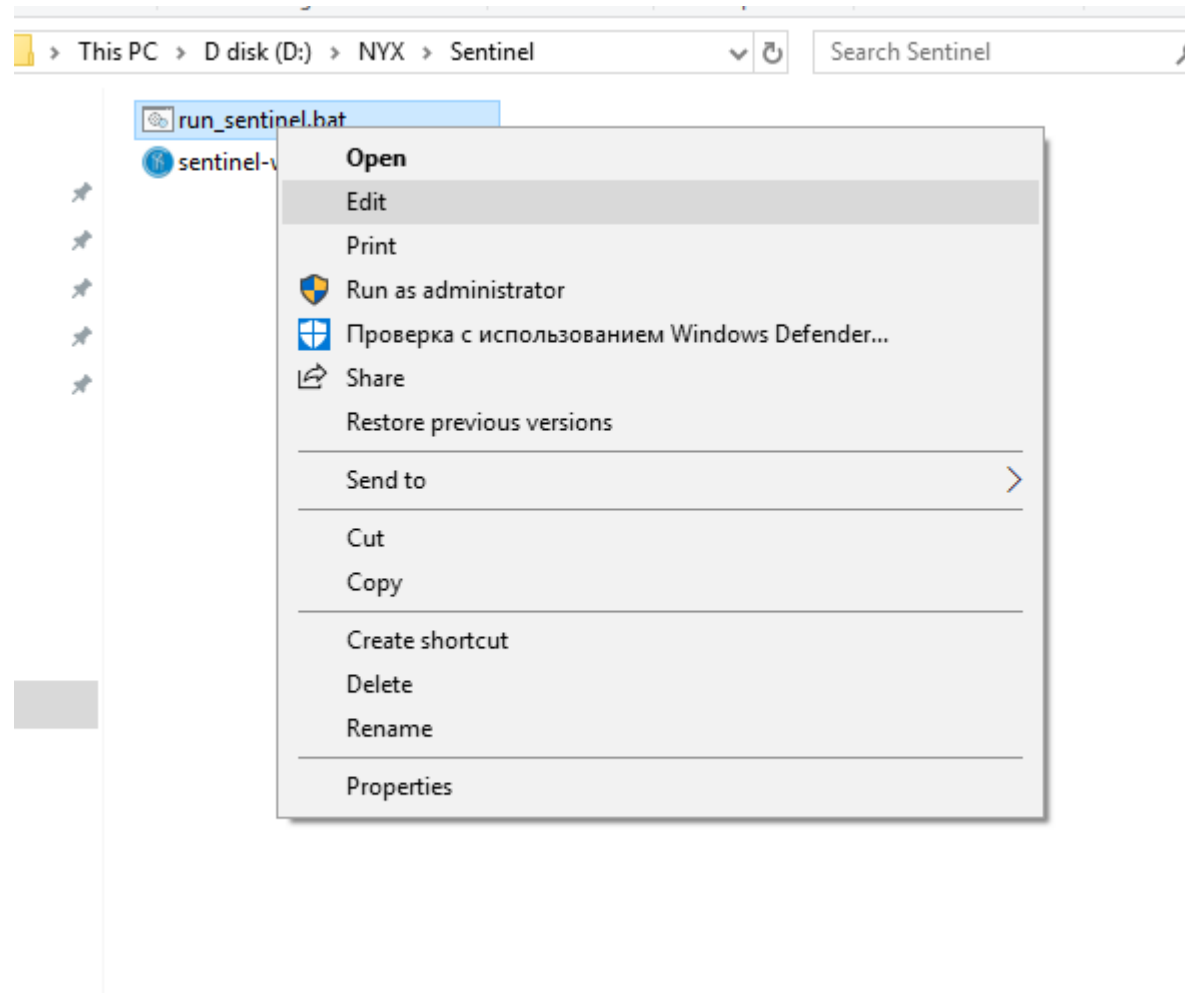 This PC > D disk (D:) > NYX > Sentinel
Search Sentinel
run_sentinel.bat
sentinel-
Open
Edit
Print
Run as administrator
Проверка с использованием Windows Defender...
Share
Restore previous versions
Send to
Cut
Copy
Create shortcut
Delete
Rename
Properties